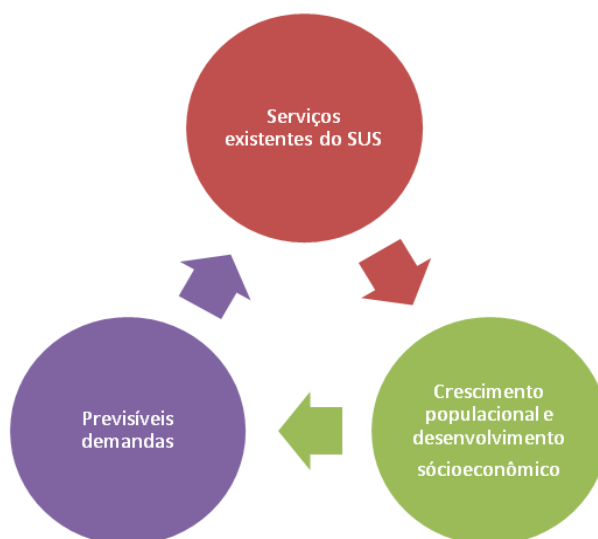 Serviços
existentes do SUS
Crescimento
populacional e
desenvolvimento
sócioeconômico
Previsíveis
demandas